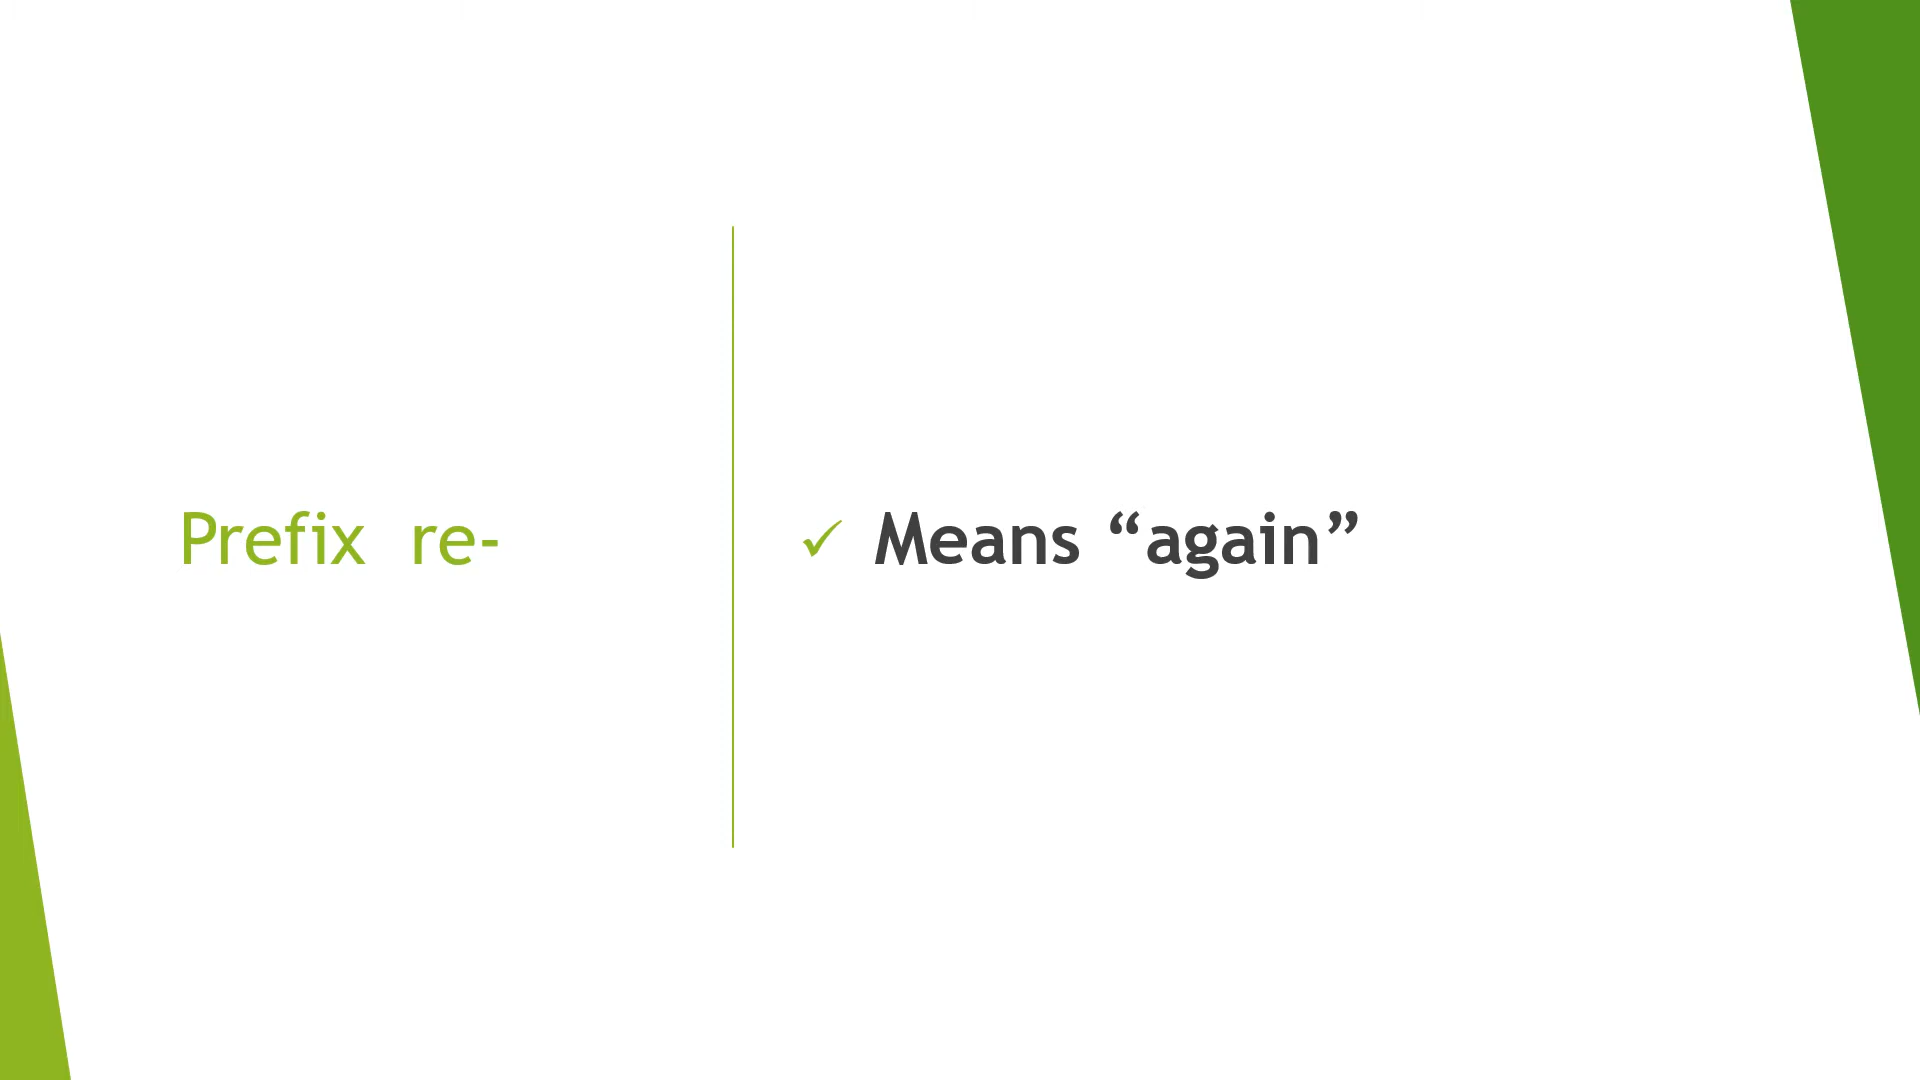 Prefix re-
✓ Means “again”